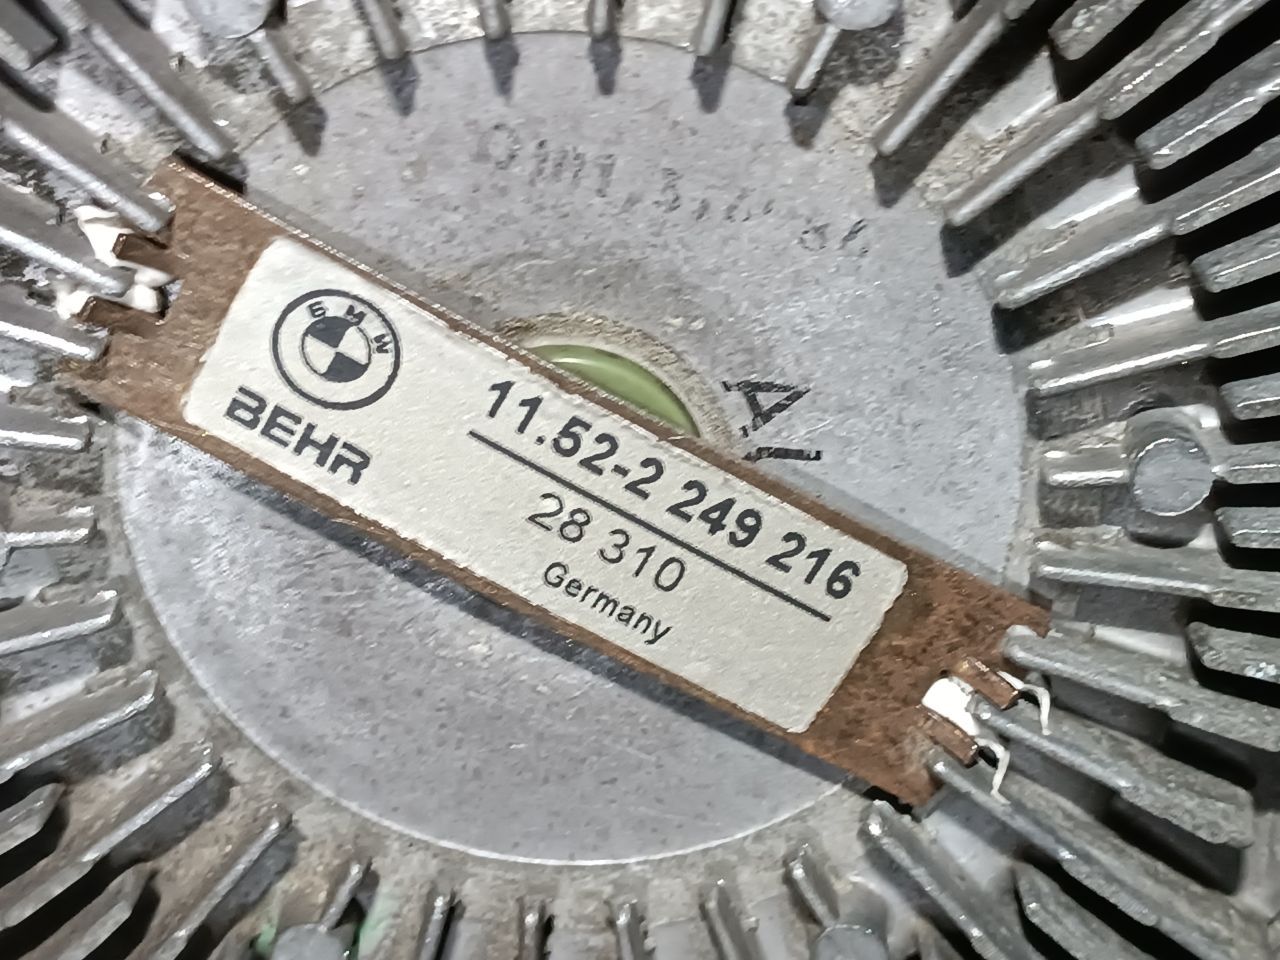 BMW
BEHR
11.52-2 249 216
28 310
Germany